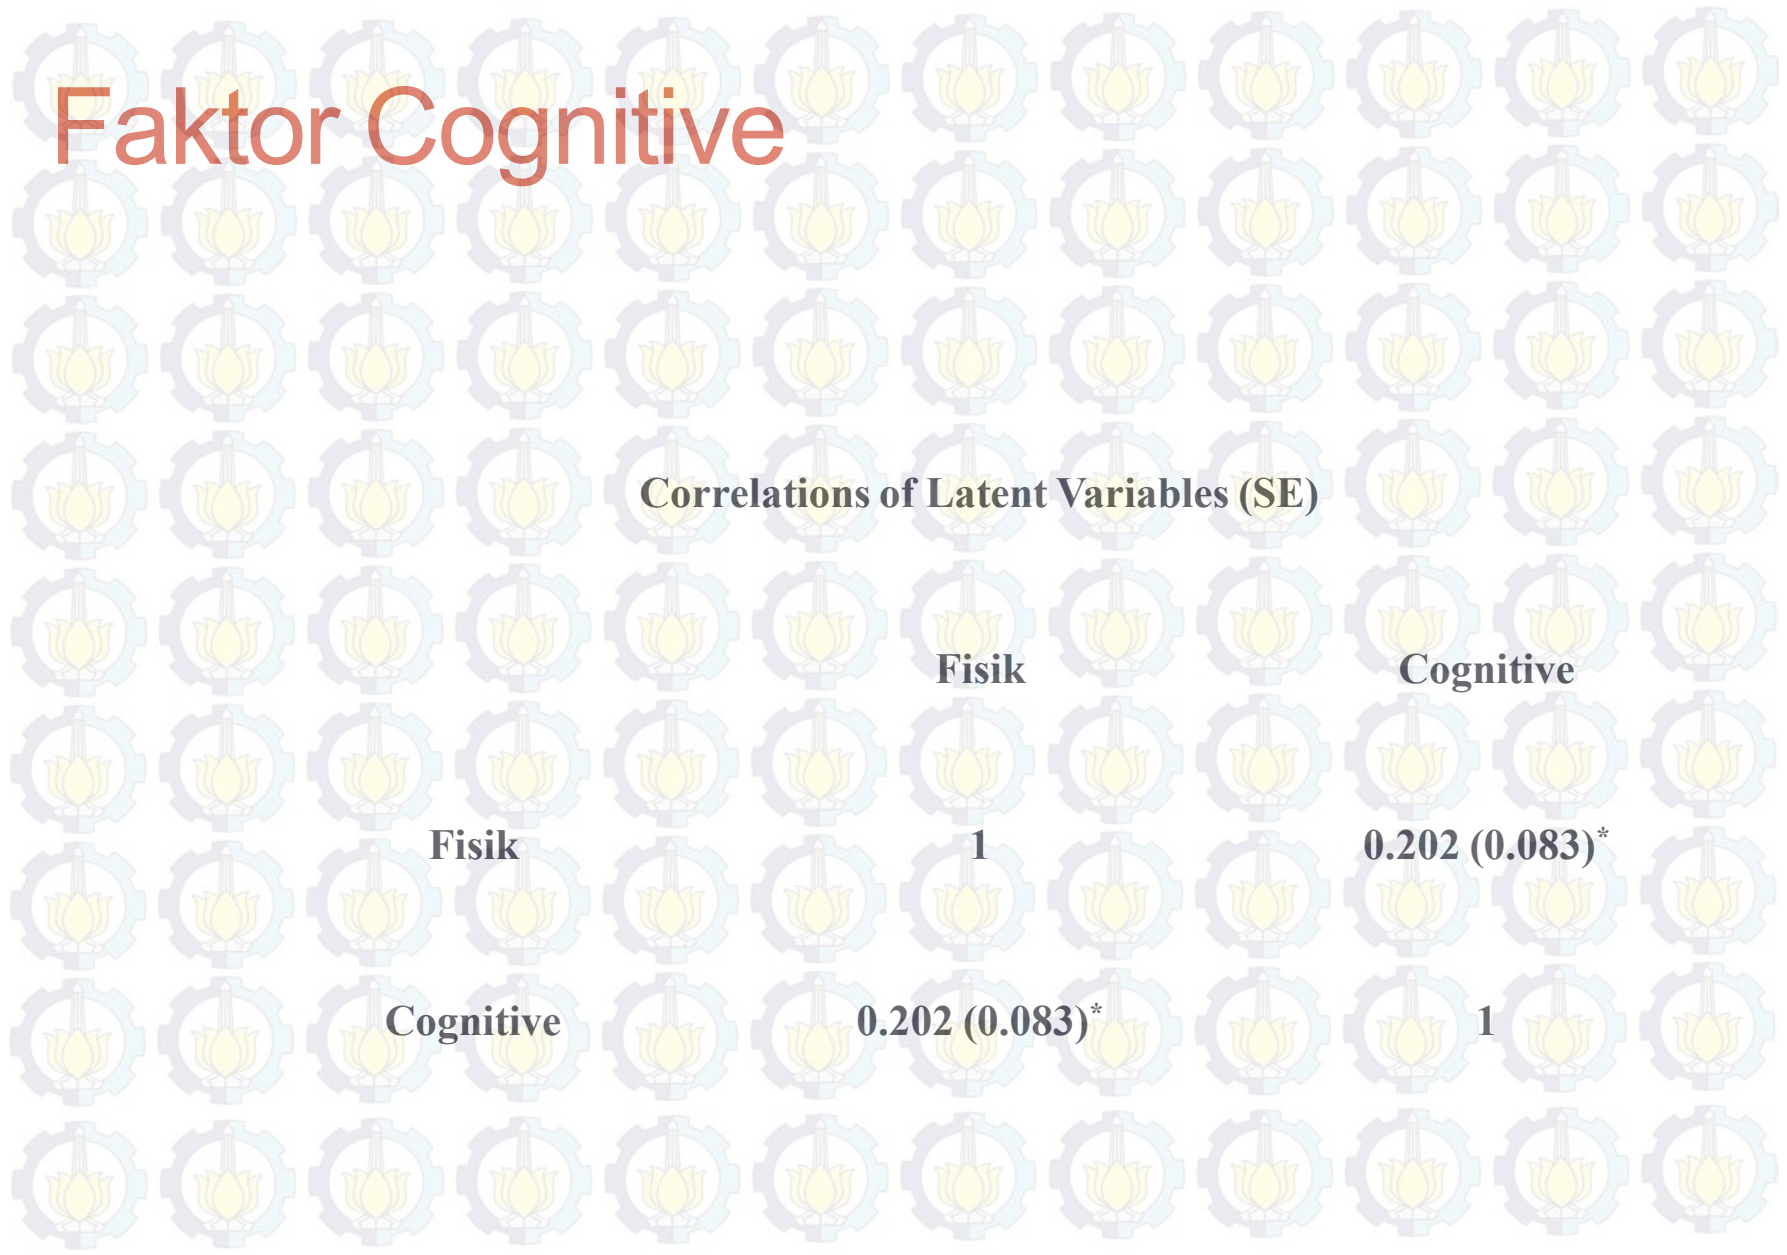 Faktor Cognitive
Correlations of Latent Variables (SE)
Fisik Cognitive
Fisik 1 0.202 (0.083)*
Cognitive 0.202 (0.083)* 1